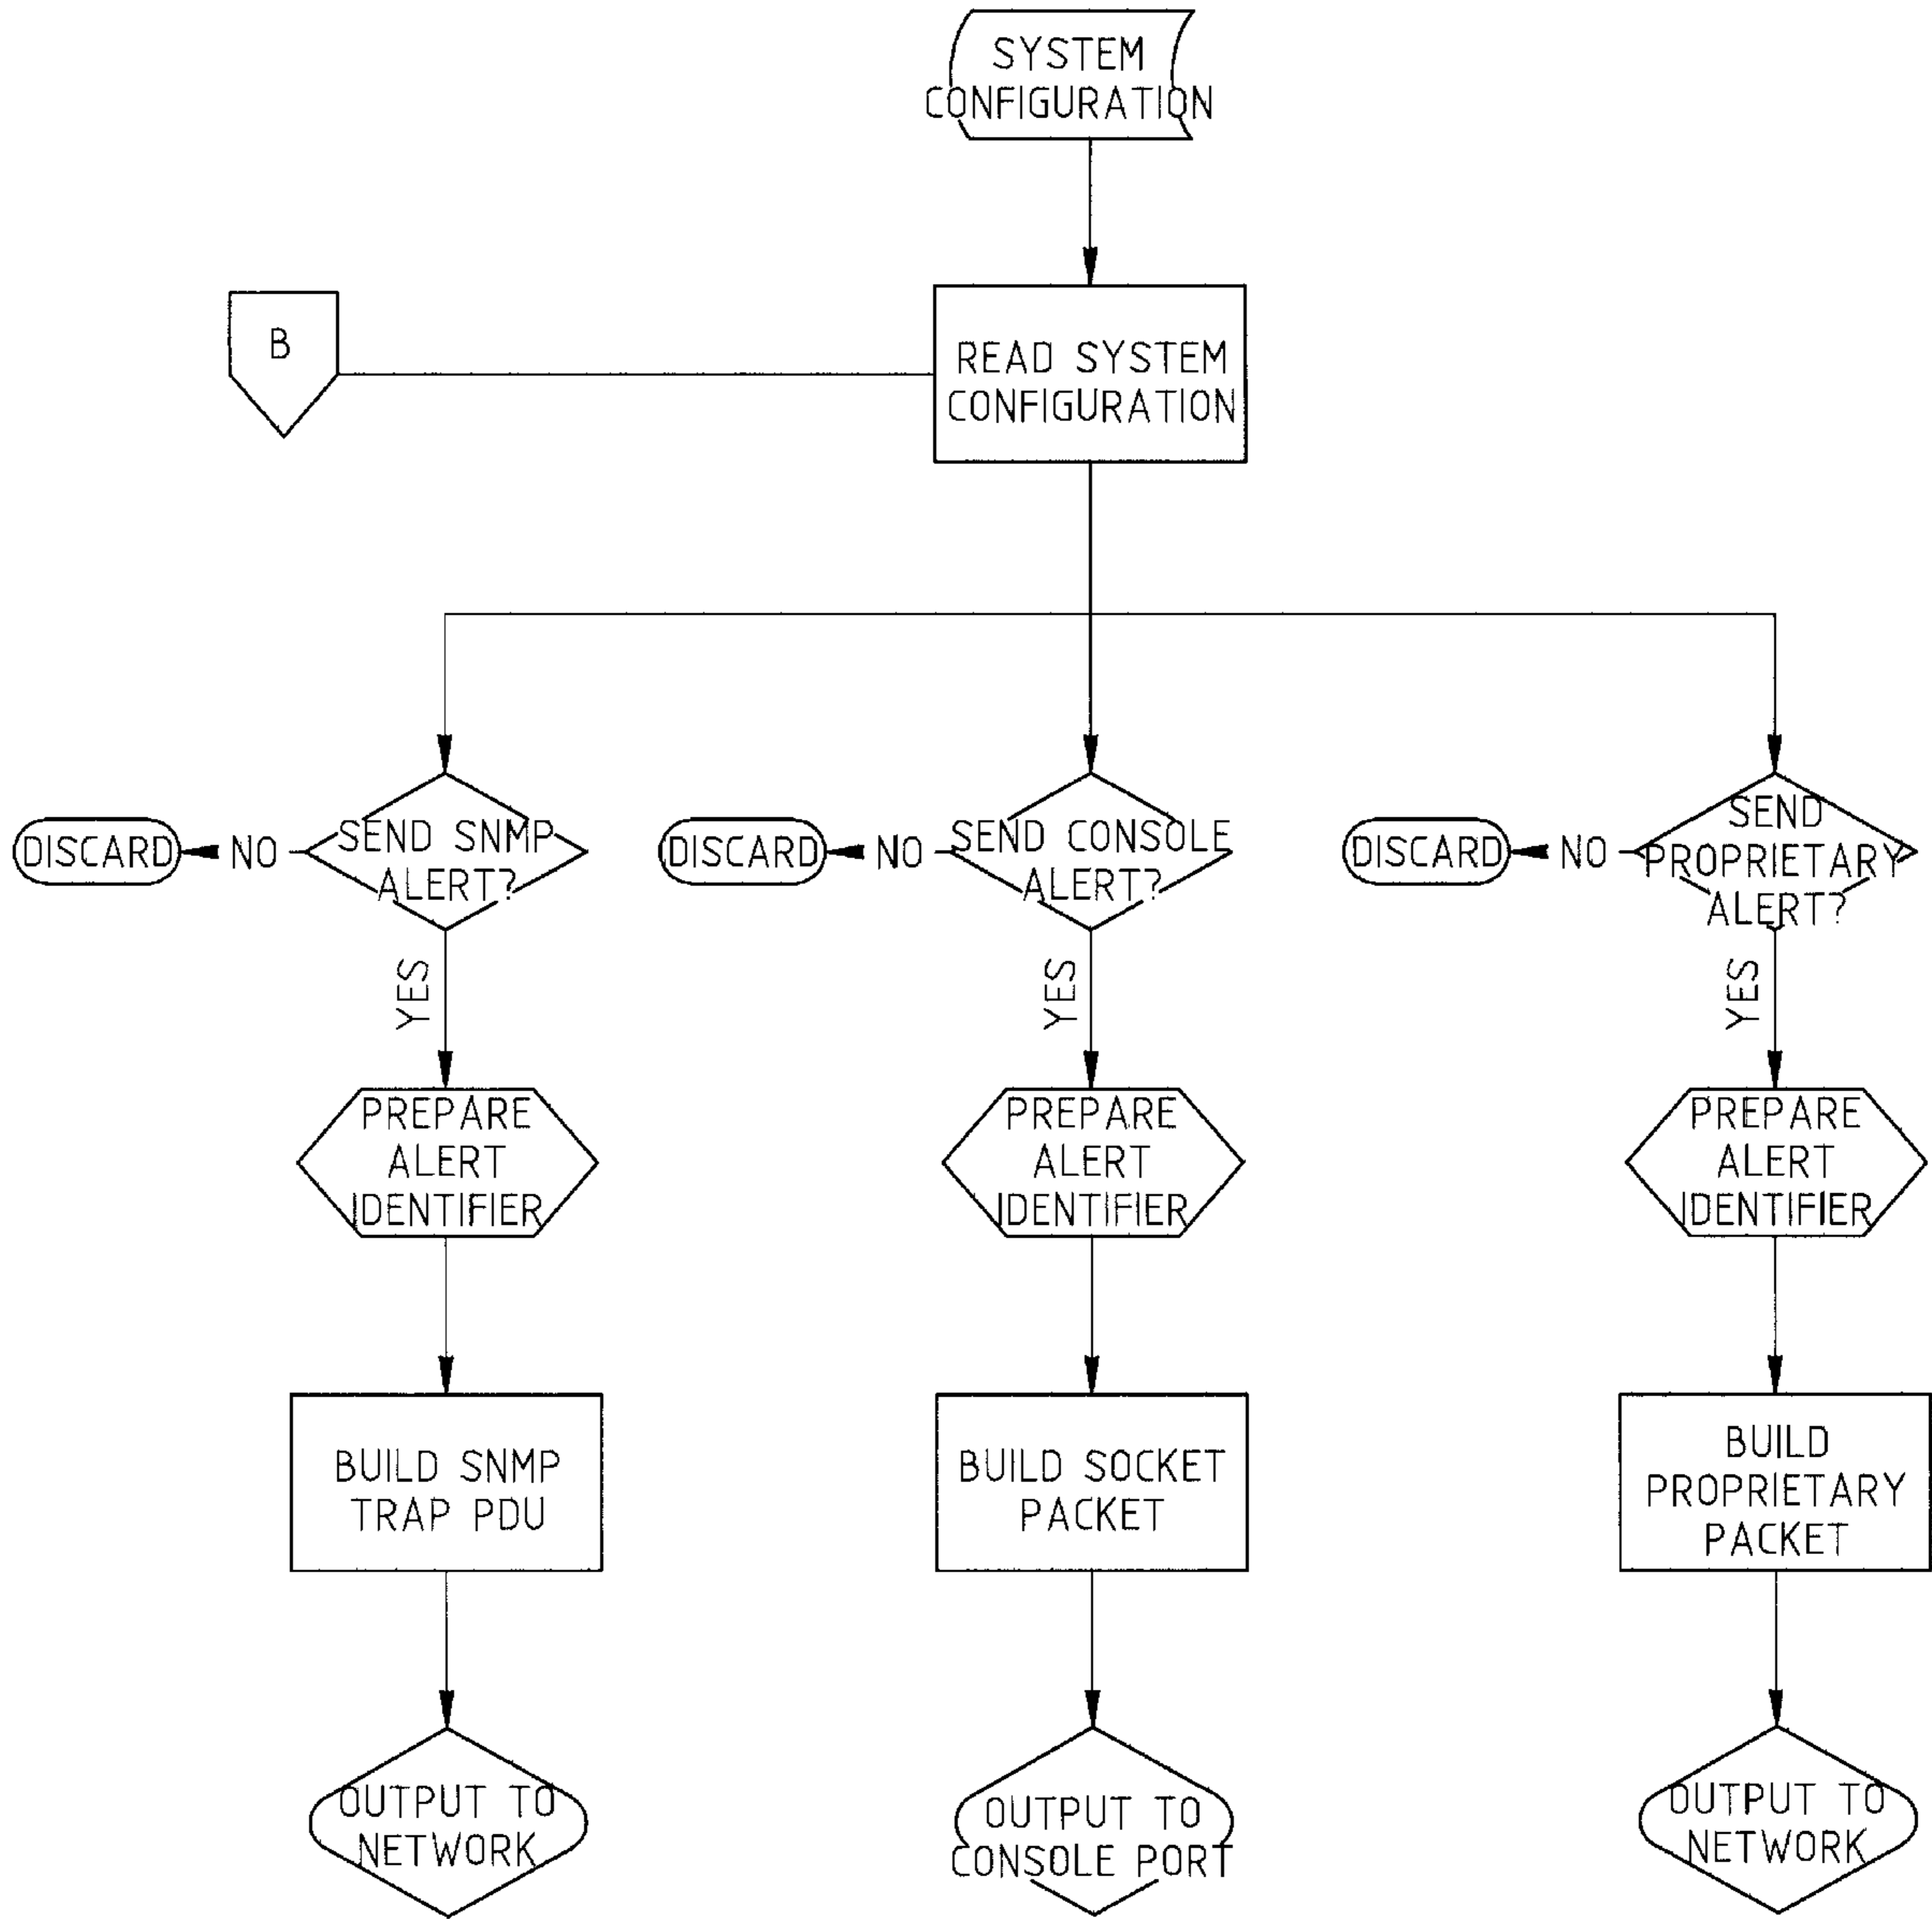 SYSTEM
CONFIGURATION
B
READ SYSTEM
CONFIGURATION
DISCARD
NO
SEND SNMP
ALERT?
DISCARD
NO
SEND CONSOLE
ALERT?
DISCARD
NO
SEND
PROPRIETARY
ALERT?
YES
YES
YES
PREPARE
ALERT
IDENTIFIER
PREPARE
ALERT
IDENTIFIER
PREPARE
ALERT
IDENTIFIER
BUILD SNMP
TRAP PDU
BUILD SOCKET
PACKET
BUILD
PROPRIETARY
PACKET
OUTPUT TO
NETWORK
OUTPUT TO
CONSOLE PORT
OUTPUT TO
NETWORK